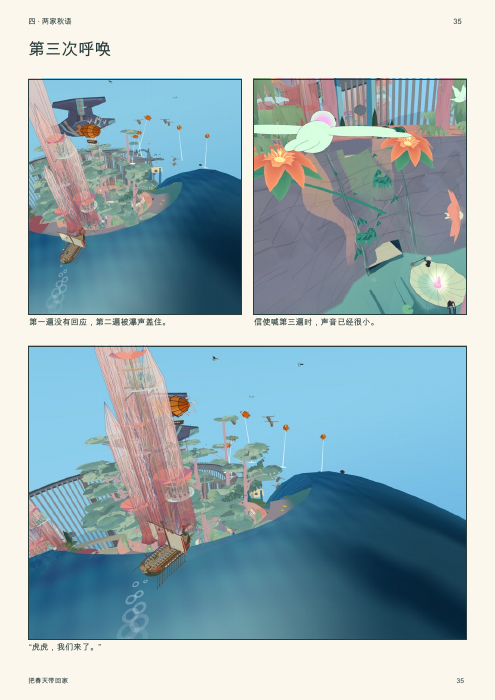 四 · 两家秋语
35
第三次呼唤
第一遍没有回应，第二遍被瀑声盖住。
信使喊第三遍时，声音已经很小。
“虎虎，我们来了。”
把春天带回家
35